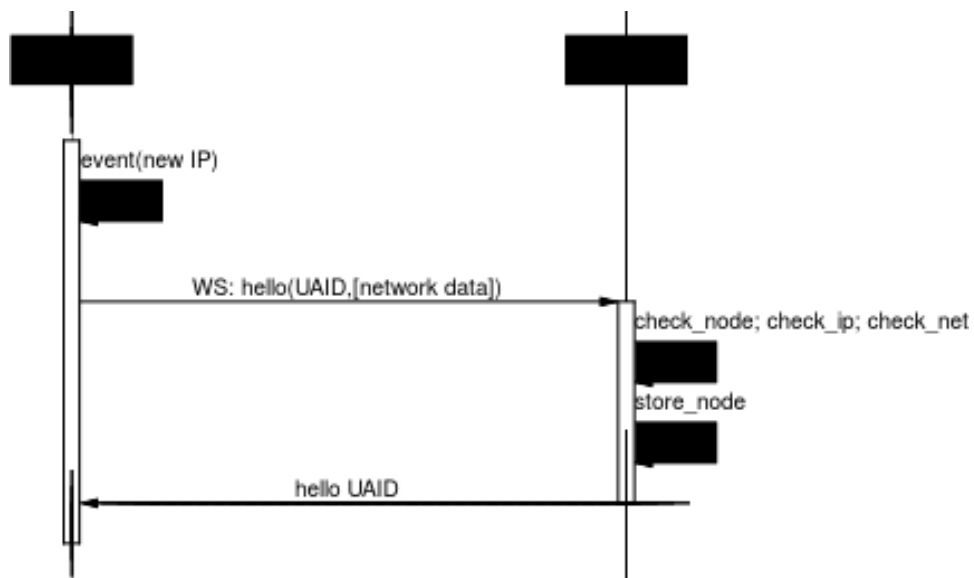 event(new IP)
WS: hello(UAID,[network data])
check_node; check_ip; check_net
store_node
hello UAID